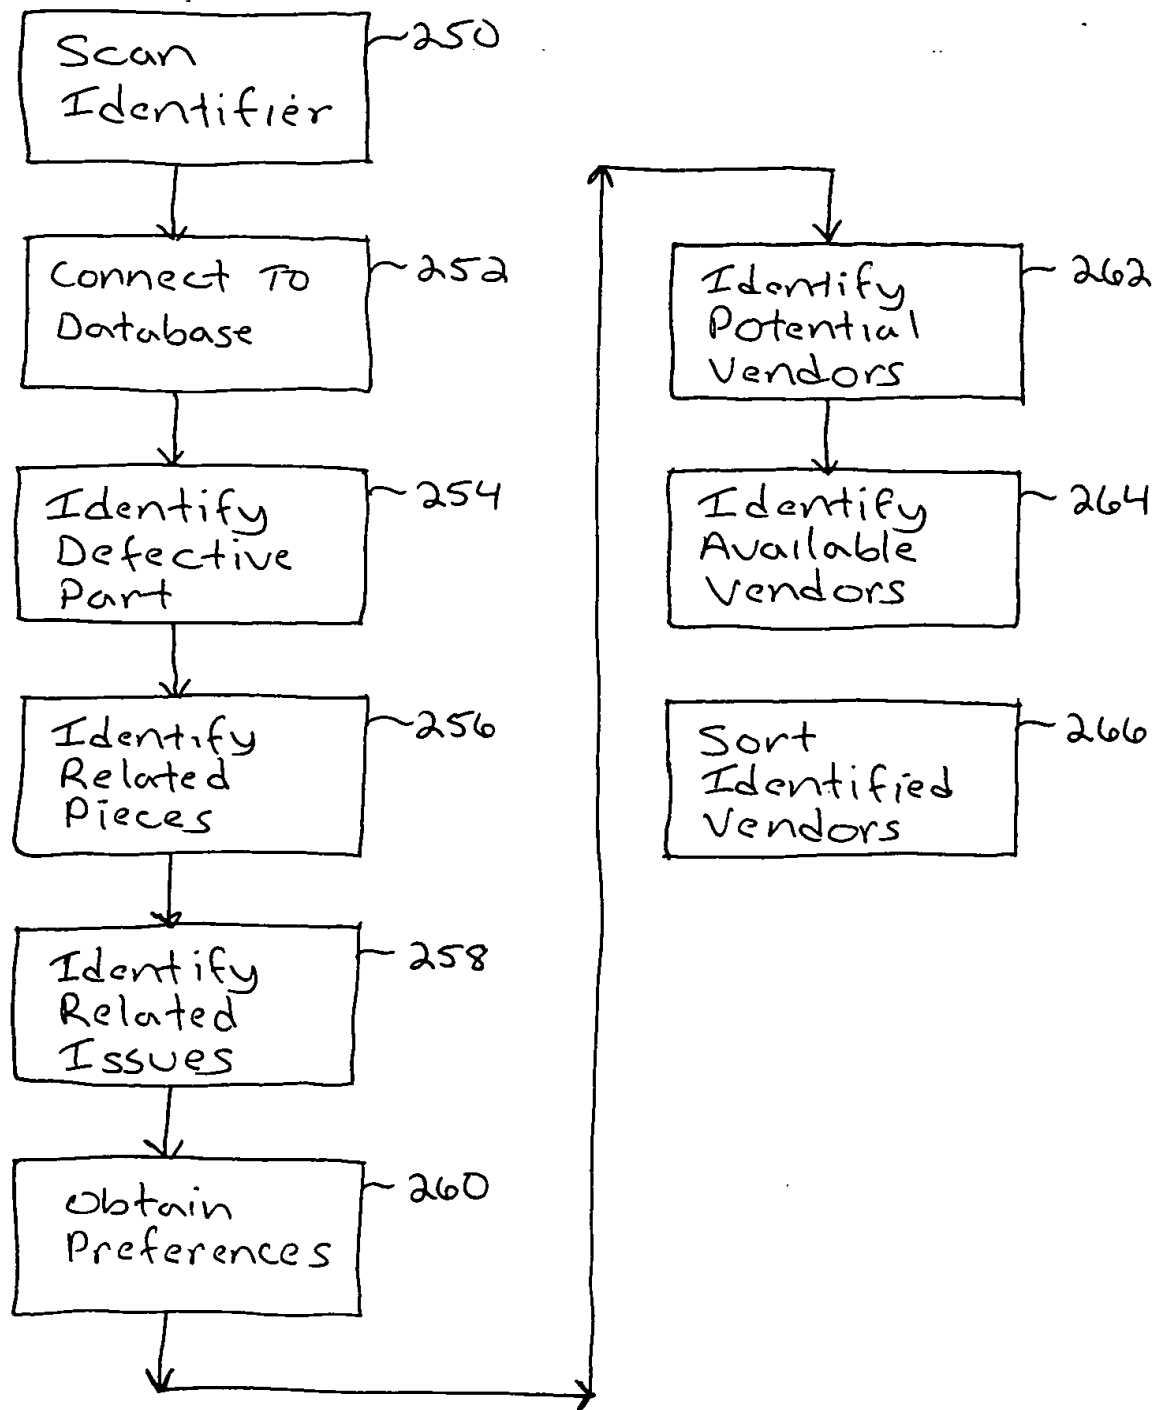 Scan
Identifier
250
Connect To
Database
252
Identify
Defective
Part
254
Identify
Related
Pieces
256
Identify
Related
Issues
258
Obtain
Preferences
260
Identify
Potential
Vendors
262
Identify
Available
Vendors
264
Sort
Identified
Vendors
266